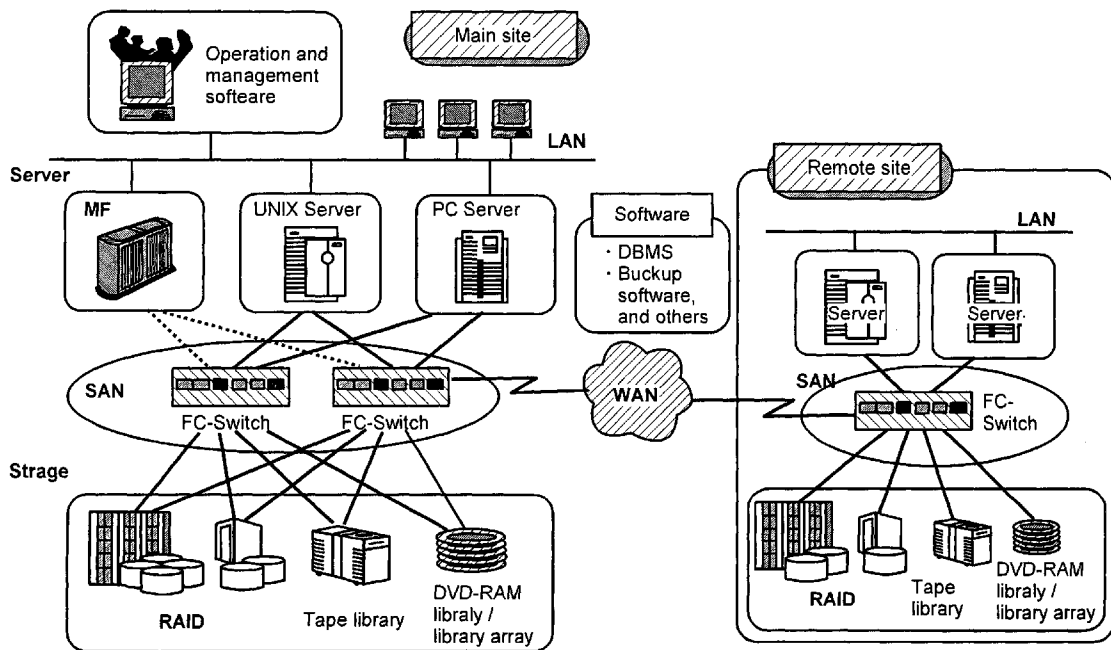 Operation and
management
softeare
Main site
LAN
Server
MF
UNIX Server
PC Server
Software
・DBMS
・Buckup
software,
and others
Remote site
LAN
Server
Server
SAN
FC-Switch
FC-Switch
WAN
SAN
FC-
Switch
Strage
RAID
Tape library
DVD-RAM
libraly /
library array
RAID
Tape
library
DVD-RAM
libraly /
library array